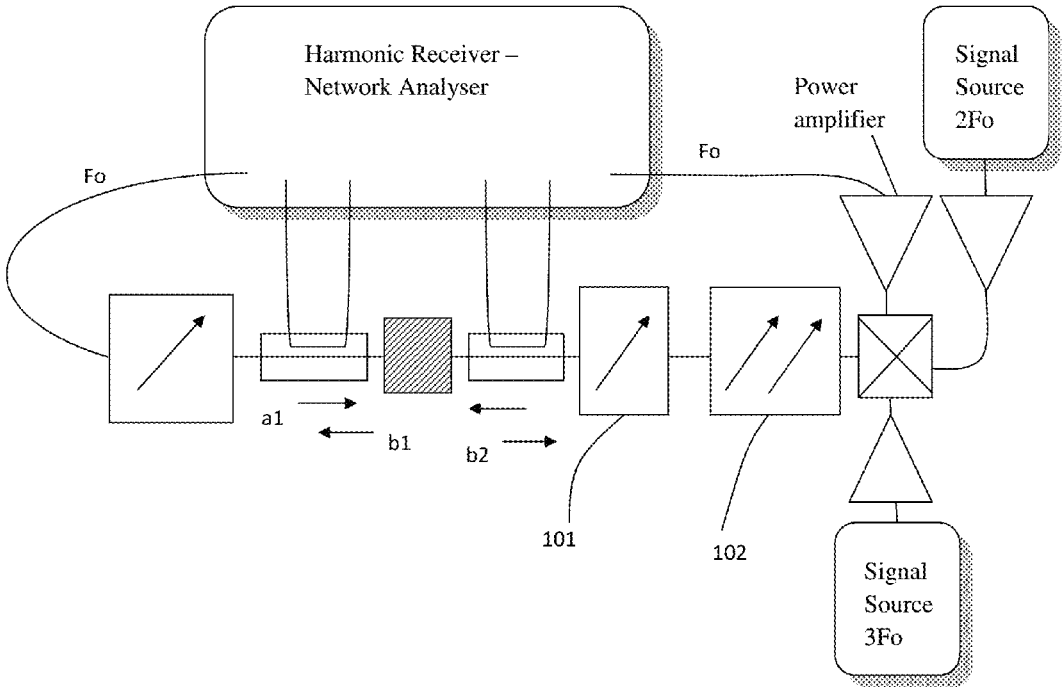 Harmonic Receiver –
Network Analyser
Signal
Source
2Fo
Power
amplifier
Fo
Fo
a1
b1
b2
101
102
Signal
Source
3Fo